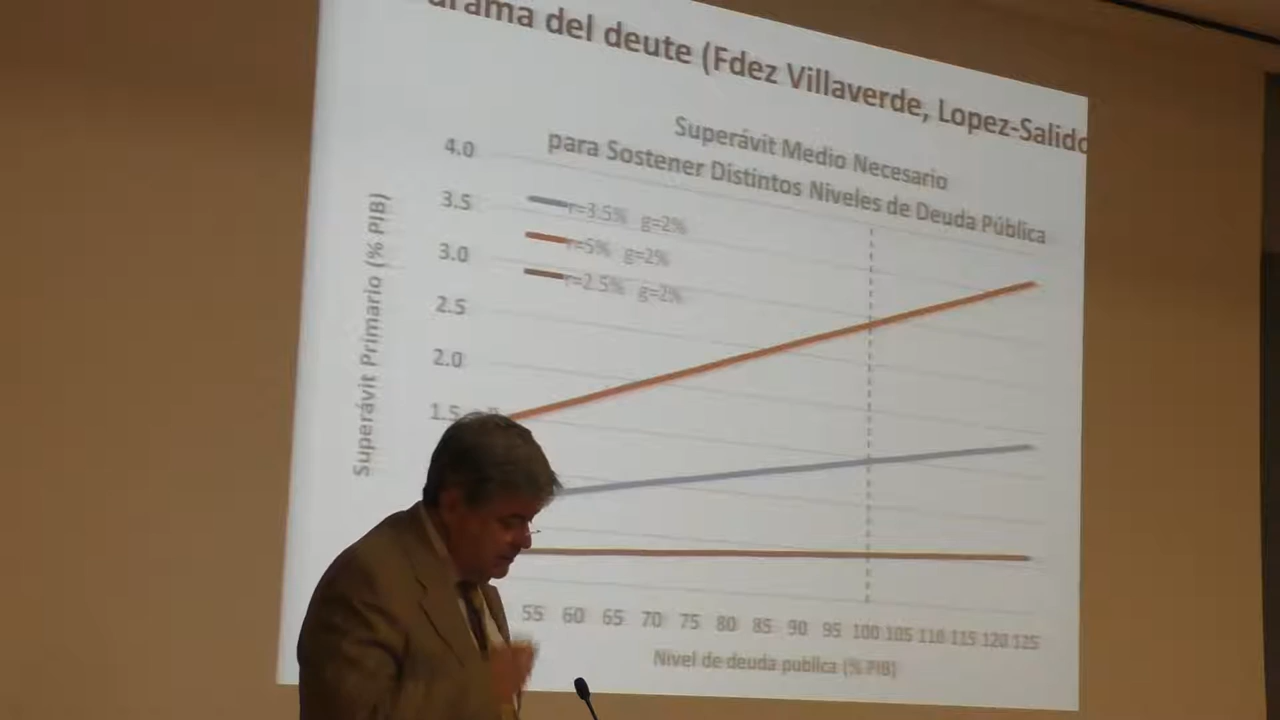 del deute (Fdez Villaverde, Lopez-Salido
Superávit Medio Necesario
para Sostener Distintos Niveles de Deuda Pública
4.0
3.5
3.0
2.5
2.0
1.5
r=3.5% g=2%
r=5% g=2%
r=2.5% g=2%
Superávit Primario (% PIB)
55 60 65 70 75 80 85 90 95 100 105 110 115 120 125
Nivel de deuda publica (% PIB)